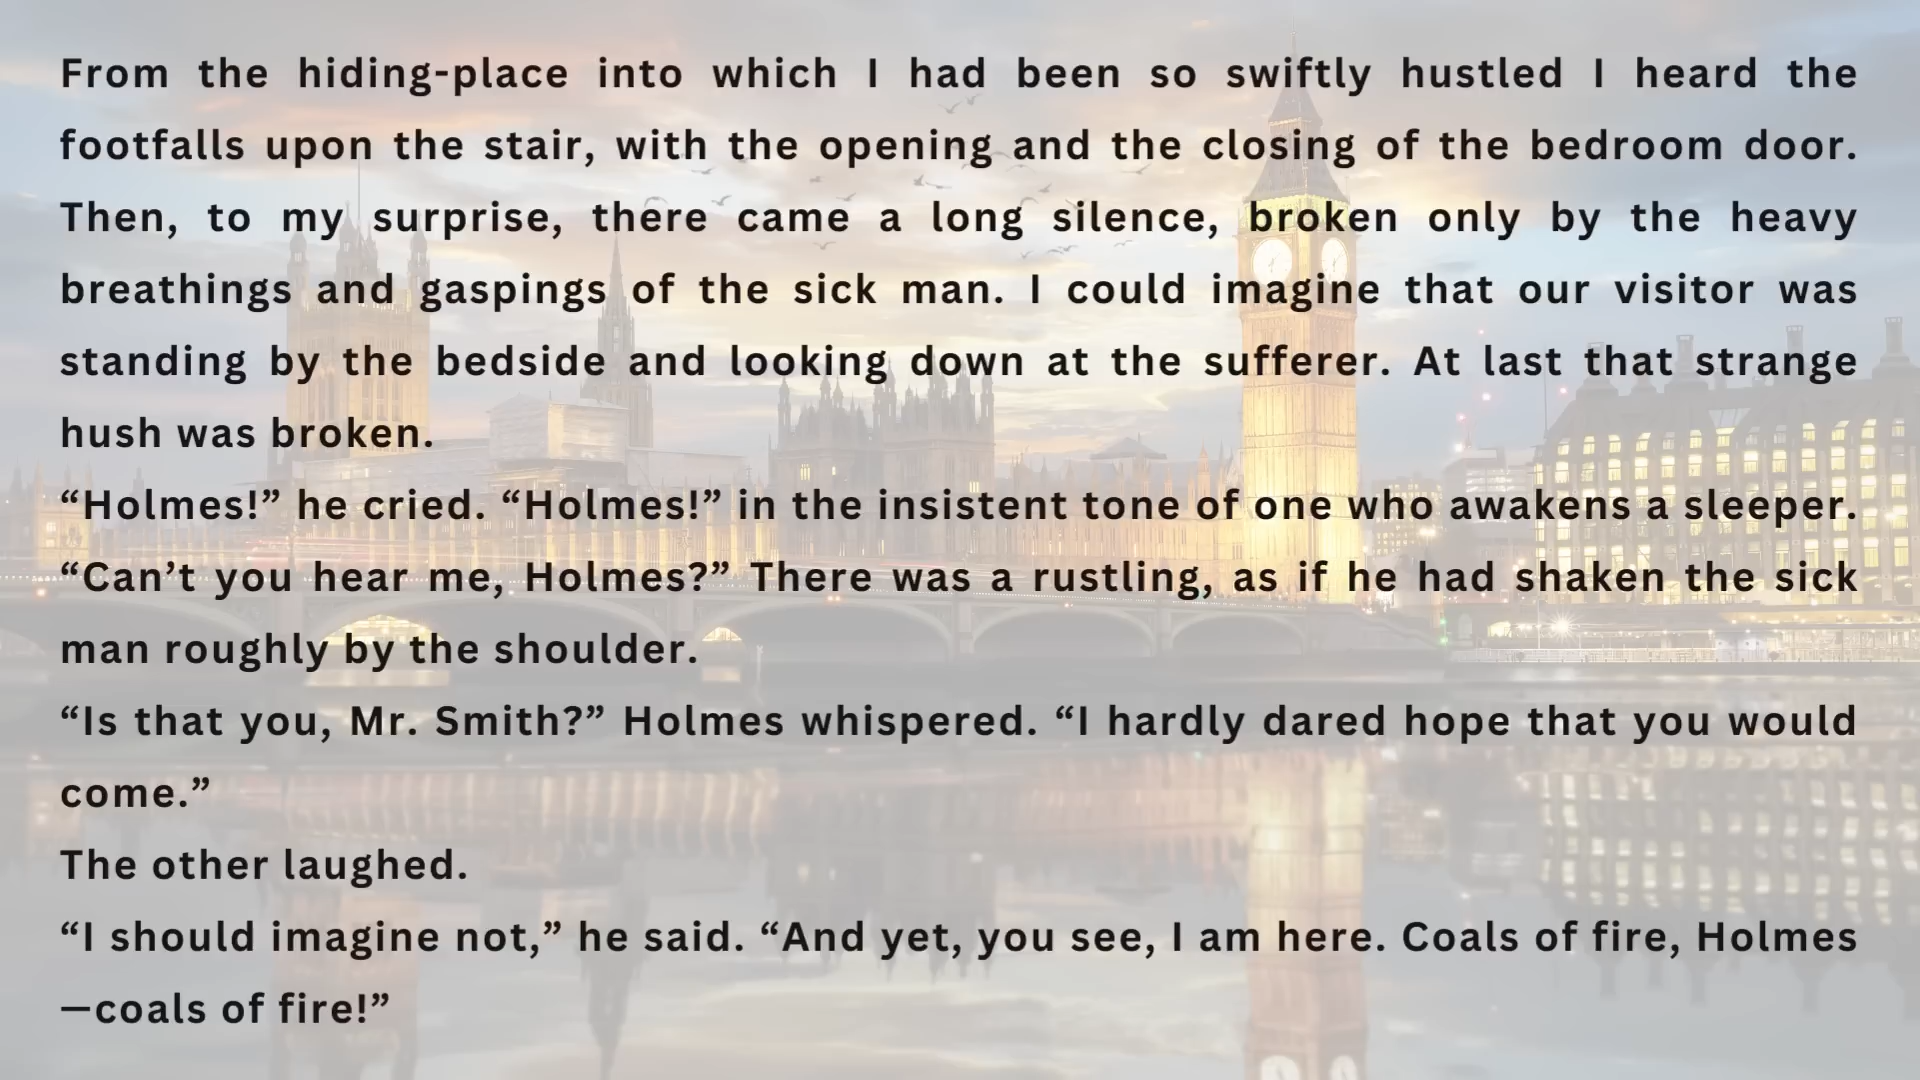 From the hiding-place into which I had been so swiftly hustled I heard the
footfalls upon the stair, with the opening and the closing of the bedroom door.
Then, to my surprise, there came a long silence, broken only by the heavy
breathings and gaspings of the sick man. I could imagine that our visitor was
standing by the bedside and looking down at the sufferer. At last that strange
hush was broken.
“Holmes!” he cried. “Holmes!” in the insistent tone of one who awakens a sleeper.
“Can’t you hear me, Holmes?” There was a rustling, as if he had shaken the sick
man roughly by the shoulder.
“Is that you, Mr. Smith?” Holmes whispered. “I hardly dared hope that you would
come.”
The other laughed.
“I should imagine not,” he said. “And yet, you see, I am here. Coals of fire, Holmes
—coals of fire!”